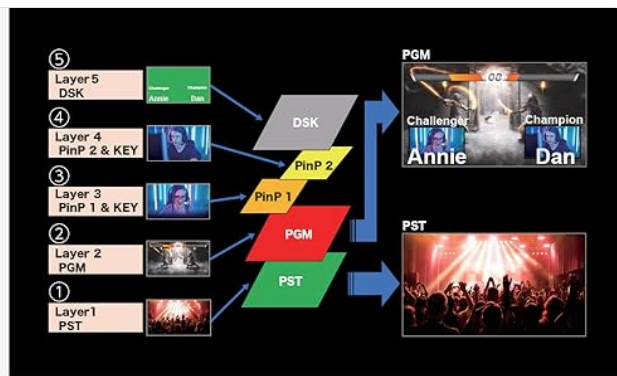 ⑤
Layer 5
DSK
Challenger
Champion
Annie
Dan
④
Layer 4
PinP 2 & KEY
③
Layer 3
PinP 1 & KEY
②
Layer 2
PGM
①
Layer1
PST
DSK
PinP 2
PinP 1
PGM
PST
PGM
08
Challenger
Champion
Annie
Dan
PST